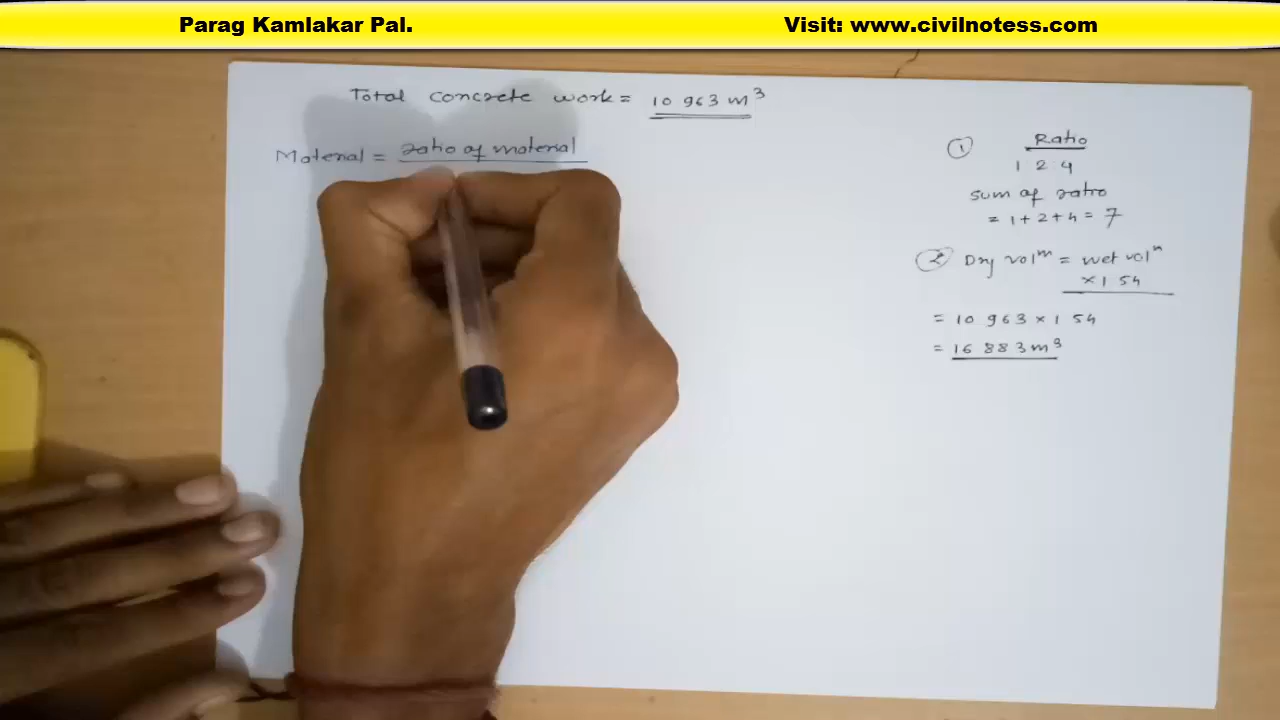 Parag Kamlakar Pal.
Visit: www.civilnotess.com
Total concrete work = 10 963 m³
Material = ratio of material
① Ratio
1 2 4
sum of ratio
= 1+2+4 = 7
② Dry volᵐ = wet volᵐ
× 1 54
= 10 963 × 1 54
= 16 883 m³